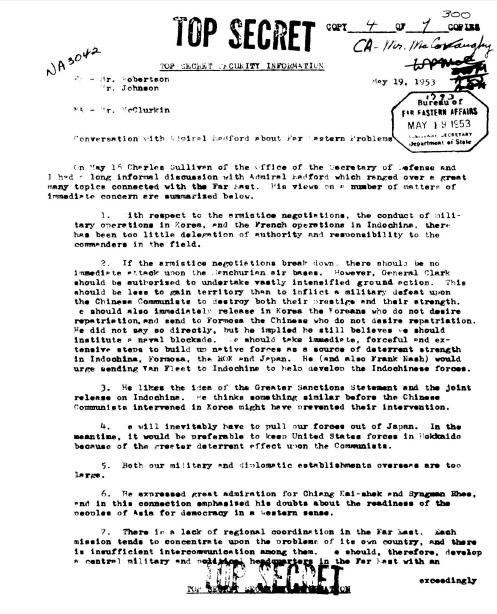 300
TOP SECRET
COPY 4 OF 7 COPIES
CA - Mr. McConaughy
NA3042
TOP SECRET SECURITY INFORMATION
FE - Mr. Robertson
Mr. Johnson
May 19, 1953
NA - Mr. McClurkin
Bureau of
FAR EASTERN AFFAIRS
MAY 19 1953
Department of State
Conversation with Admiral Radford about Far Eastern Problems
On May 16 Charles Sullivan of the Office of the Secretary of Defense and
I had a long informal discussion with Admiral Radford which ranged over a great
many topics connected with the Far East. His views on a number of matters of
immediate concern are summarized below.
1. ith respect to the armistice negotiations, the conduct of mili-
tary operations in Korea, and the French operations in Indochina, there
has been too little delegation of authority and responsibility to the
commanders in the field.
2. If the armistice negotiations break down, there should be no
immediate attack upon the Manchurian air bases. However, General Clark
should be authorized to undertake vastly intensified ground action. This
should be less to gain territory than to inflict a military defeat upon
the Chinese Communists to destroy both their prestige and their strength.
e should also immediately release in Korea the Koreans who do not desire
repatriation, and send to Formosa the Chinese who do not desire repatriation.
He did not say so directly, but he implied he still believes we should
institute a naval blockade. We should take immediate, forceful and ex-
tensive steps to build up native forces as a source of deterrent strength
in Indochina, Formosa, the ROK and Japan. He (and also Frank Nash) would
urge sending Van Fleet to Indochina to help develop the Indochinese forces.
3. He likes the idea of the Greater Sanctions Statement and the joint
release on Indochina. He thinks something similar before the Chinese
Communists intervened in Korea might have prevented their intervention.
4. e will inevitably have to pull our forces out of Japan. In the
meantime, it would be preferable to keep United States forces in Hokkaido
because of the greater deterrent effect upon the Communists.
5. Both our military and diplomatic establishments overseas are too
large.
6. He expressed great admiration for Chiang Kai-shek and Syngman Rhee,
and in this connection emphasized his doubts about the readiness of the
peoples of Asia for democracy in a western sense.
7. There is a lack of regional coordination in the Far East. Each
mission tends to concentrate upon the problems of its own country, and there
is insufficient intercommunication among them. e should, therefore, develop
a central military and political headquarters in the Far East with an
TOP SECRET
exceedingly
TOP SECRET SECURITY INFORMATION